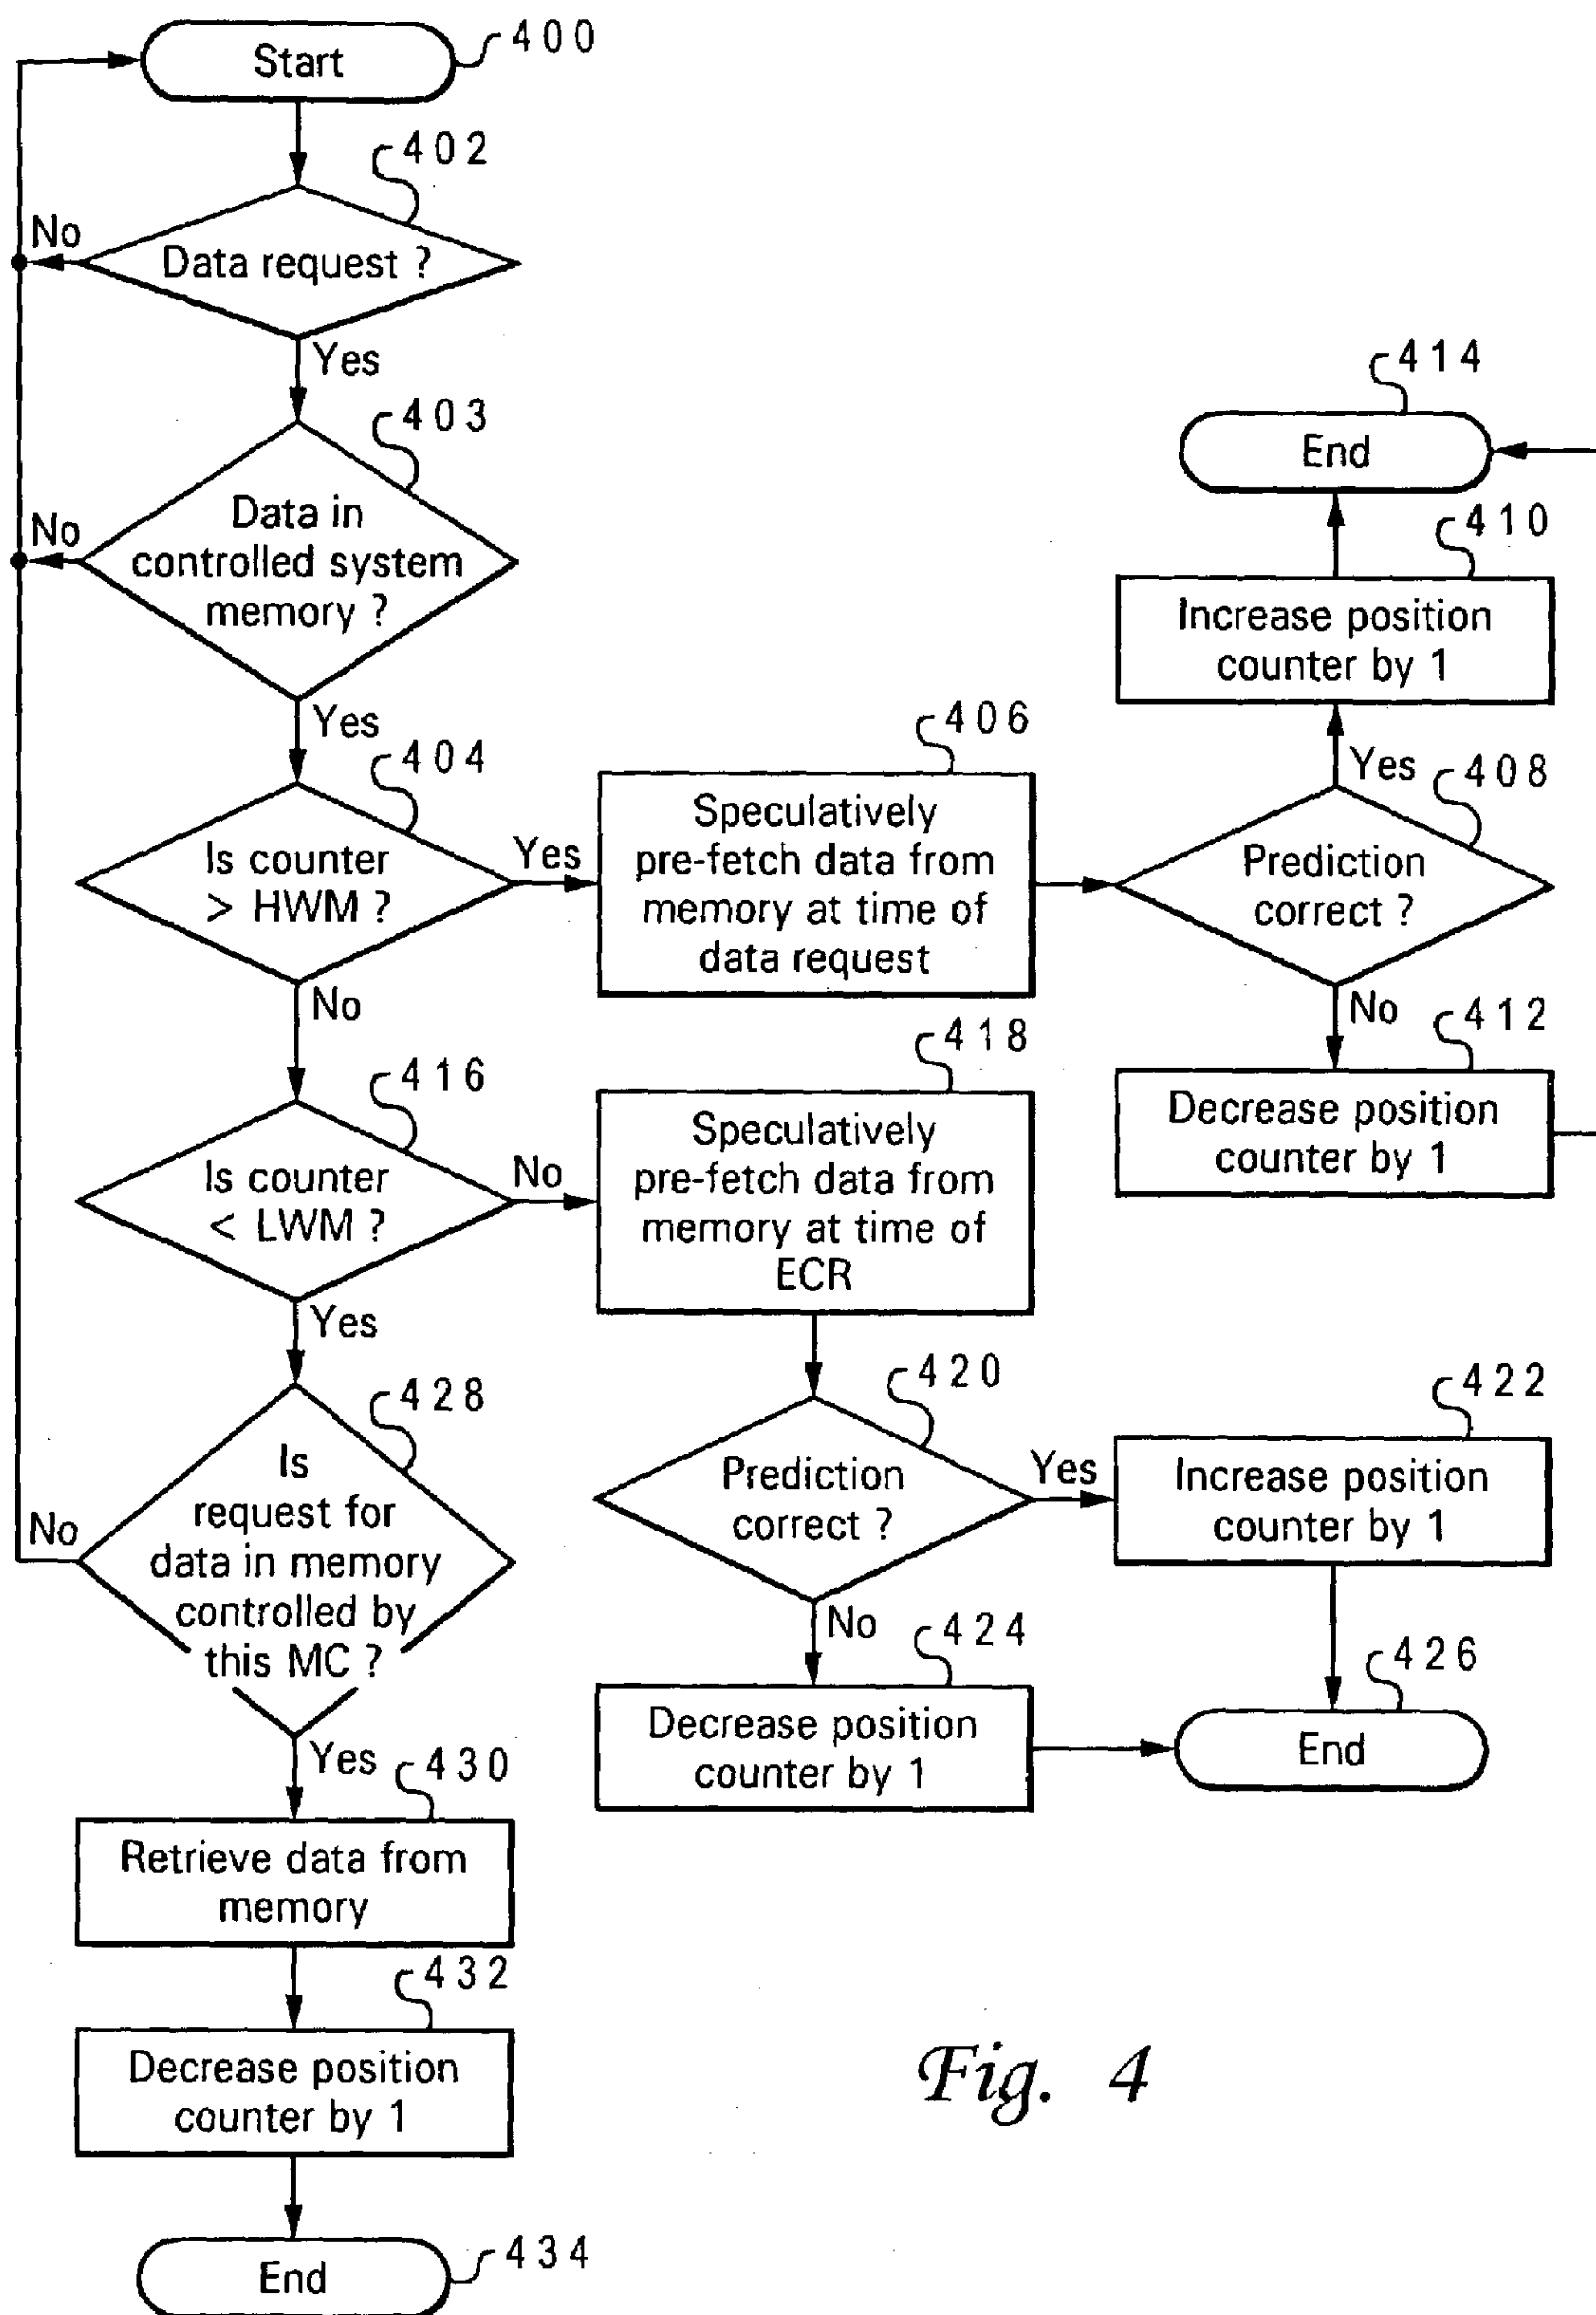 Start
400
402
No
Data request ?
Yes
403
No
Data in
controlled system
memory ?
Yes
404
Is counter
> HWM ?
Yes
No
406
Speculatively
pre-fetch data from
memory at time of
data request
414
End
410
Increase position
counter by 1
Yes
408
Prediction
correct ?
No
412
Decrease position
counter by 1
416
Is counter
< LWM ?
No
Yes
418
Speculatively
pre-fetch data from
memory at time of
ECR
420
Prediction
correct ?
Yes
No
422
Increase position
counter by 1
424
Decrease position
counter by 1
426
End
428
Is
request for
data in memory
controlled by
this MC ?
No
Yes
430
Retrieve data from
memory
432
Decrease position
counter by 1
434
End
Fig. 4